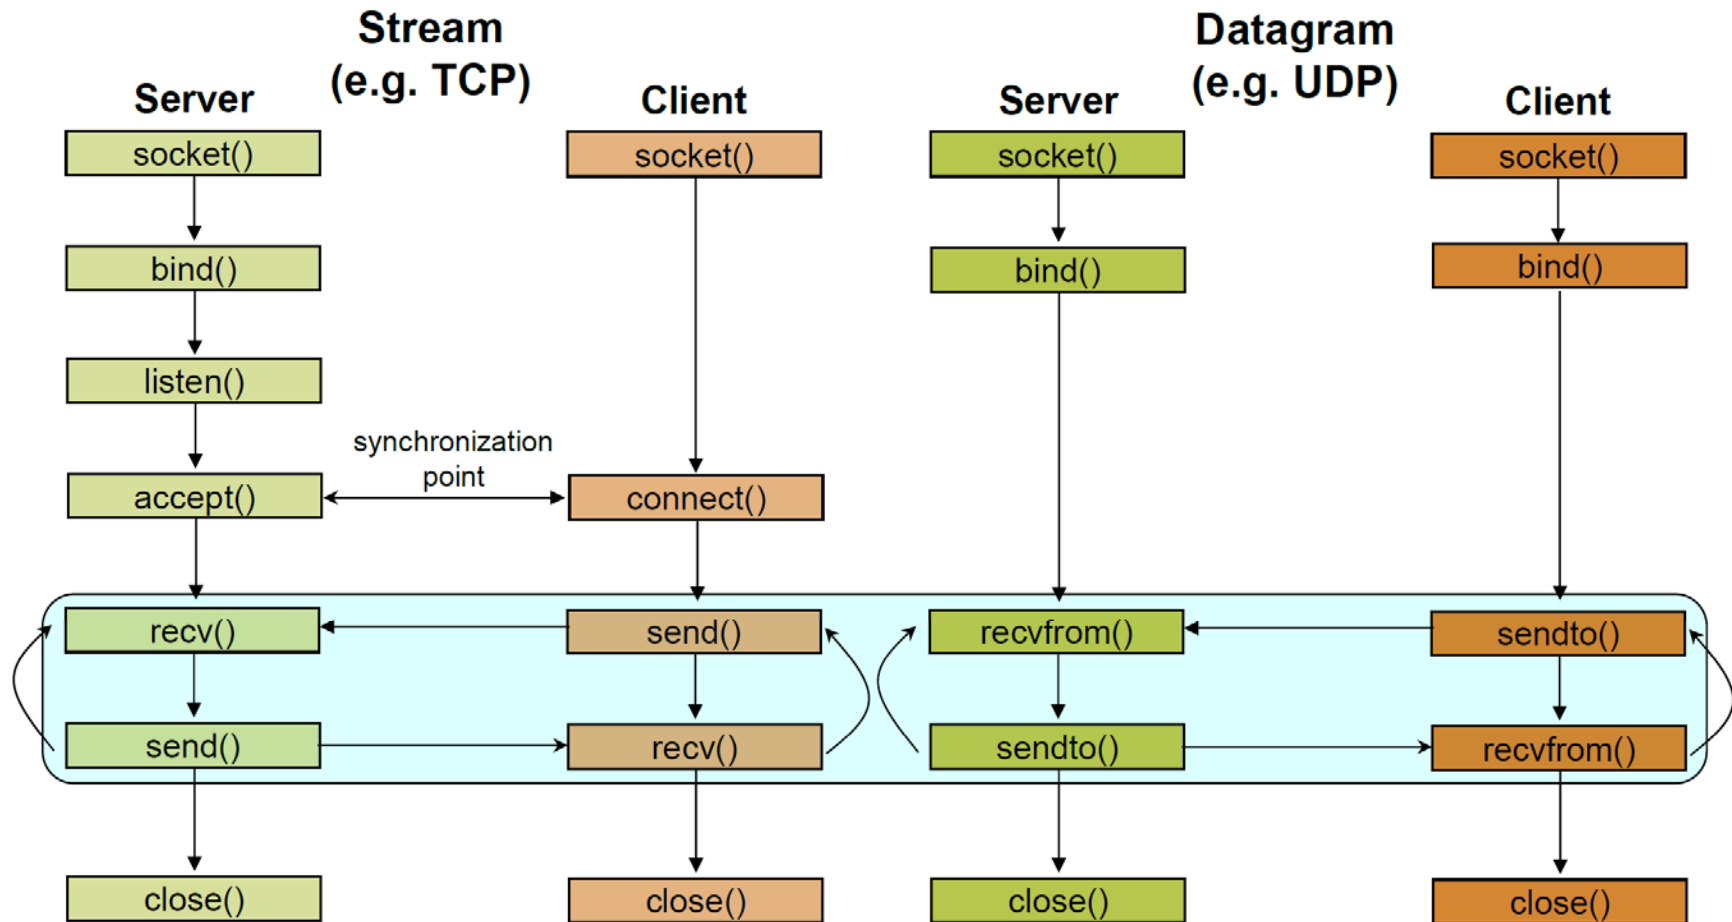 Stream
(e.g. TCP)
Datagram
(e.g. UDP)
Server
Client
Server
Client
socket()
socket()
socket()
socket()
bind()
bind()
bind()
listen()
synchronization
point
accept()
connect()
recv()
send()
recvfrom()
sendto()
send()
recv()
sendto()
recvfrom()
close()
close()
close()
close()